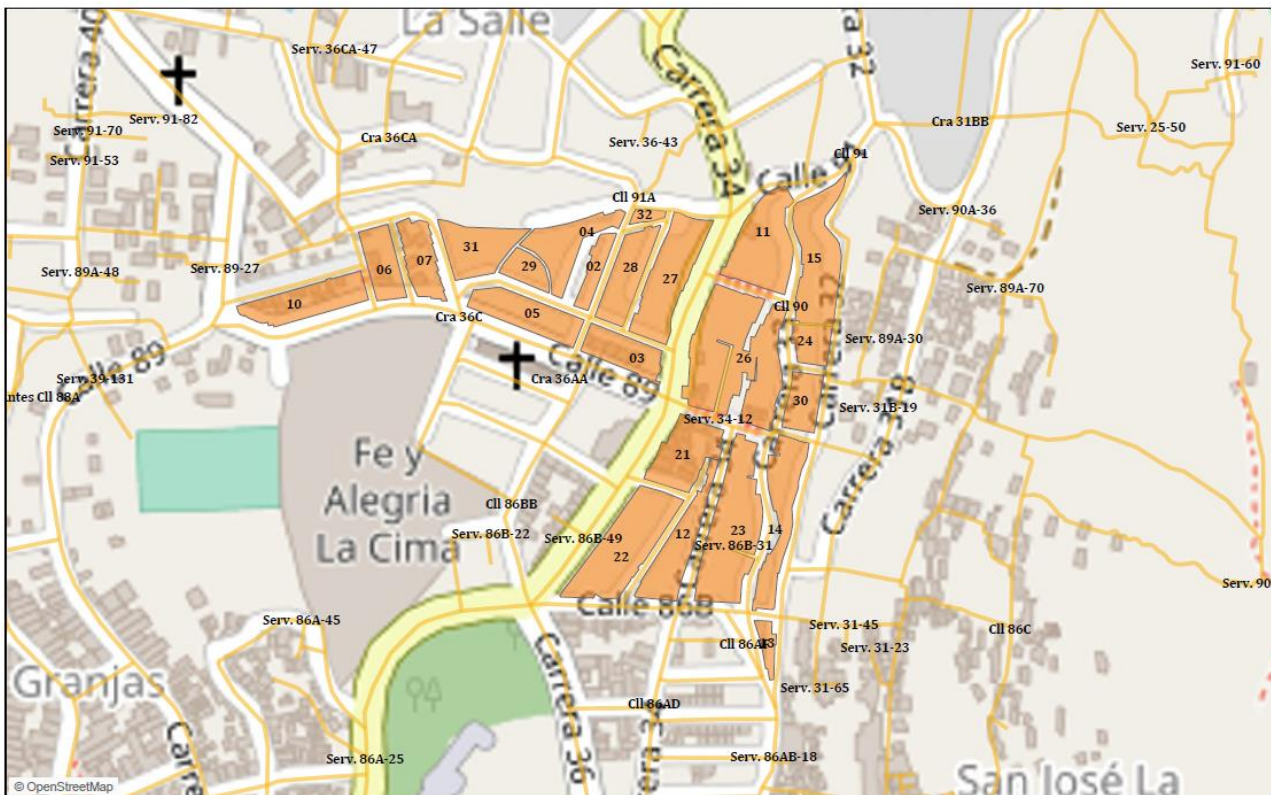 La Salle
Carrera 40
Serv. 36CA-47
Carrera 34
Cra 32
Serv. 91-60
Serv. 91-82
Serv. 91-70
Cra 36CA
Serv. 36-43
Cra 31BB
Serv. 25-50
Serv. 91-53
Cll 91
Calle 91
Cll 91A
32
04
11
Serv. 90A-36
31
15
06
07
29
02
28
27
Serv. 89-27
Serv. 89A-48
Serv. 89A-70
10
05
Cra 36C
Cll 90
Carrera 32
24
Serv. 89A-30
03
26
Calle 89
Calle 89
Cra 36AA
Serv. 39-131
ntes Cll 88A
30
Serv. 31B-19
Serv. 34-12
Carrera 31B
21
Fe y
Alegria
La Cima
Cll 86BB
Serv. 86B-22
Serv. 86B-49
12
23
14
Serv. 86B-31
22
Serv. 90
Calle 86B
Serv. 86A-45
Serv. 31-45
Cll 86C
13
Serv. 31-23
Granjas
Carrera 36
Serv. 31-65
Cll 86AD
Serv. 86A-25
Serv. 86AB-18
San José La
© OpenStreetMap